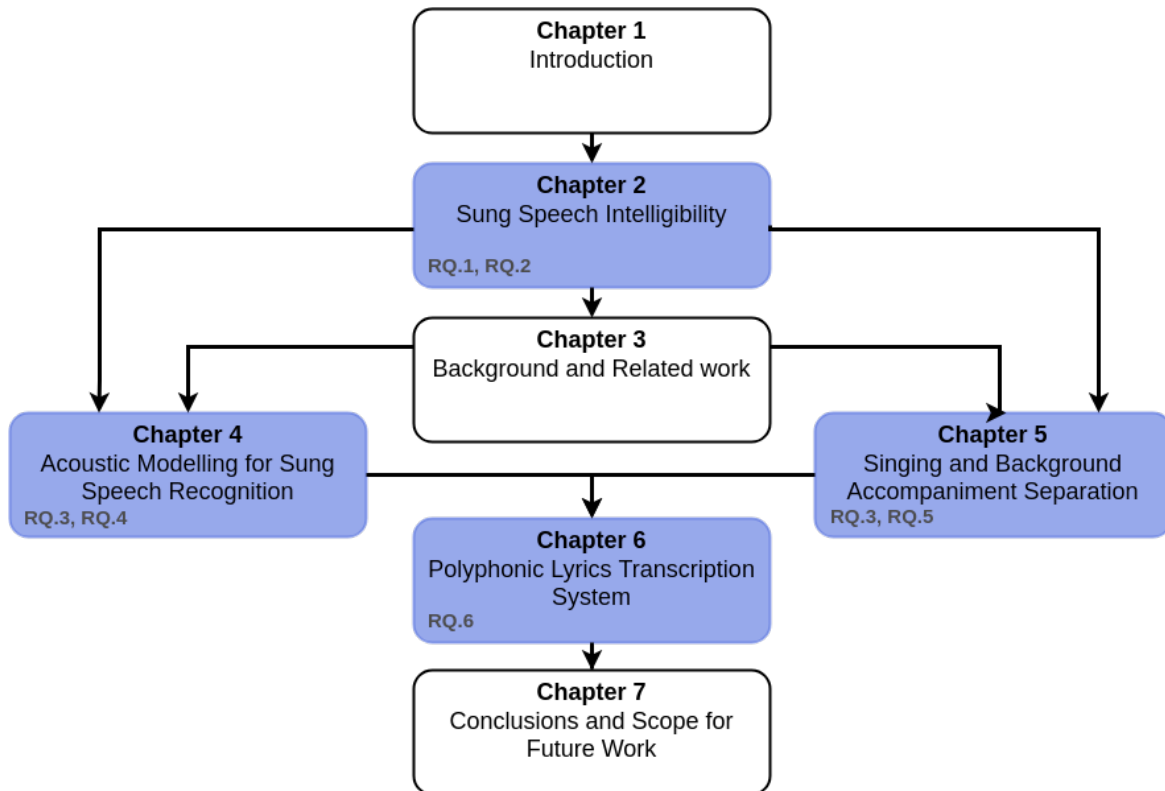 Chapter 1
Introduction
Chapter 2
Sung Speech Intelligibility
RQ.1, RQ.2
Chapter 3
Background and Related work
Chapter 4
Acoustic Modelling for Sung
Speech Recognition
RQ.3, RQ.4
Chapter 5
Singing and Background
Accompaniment Separation
RQ.3, RQ.5
Chapter 6
Polyphonic Lyrics Transcription
System
RQ.6
Chapter 7
Conclusions and Scope for
Future Work